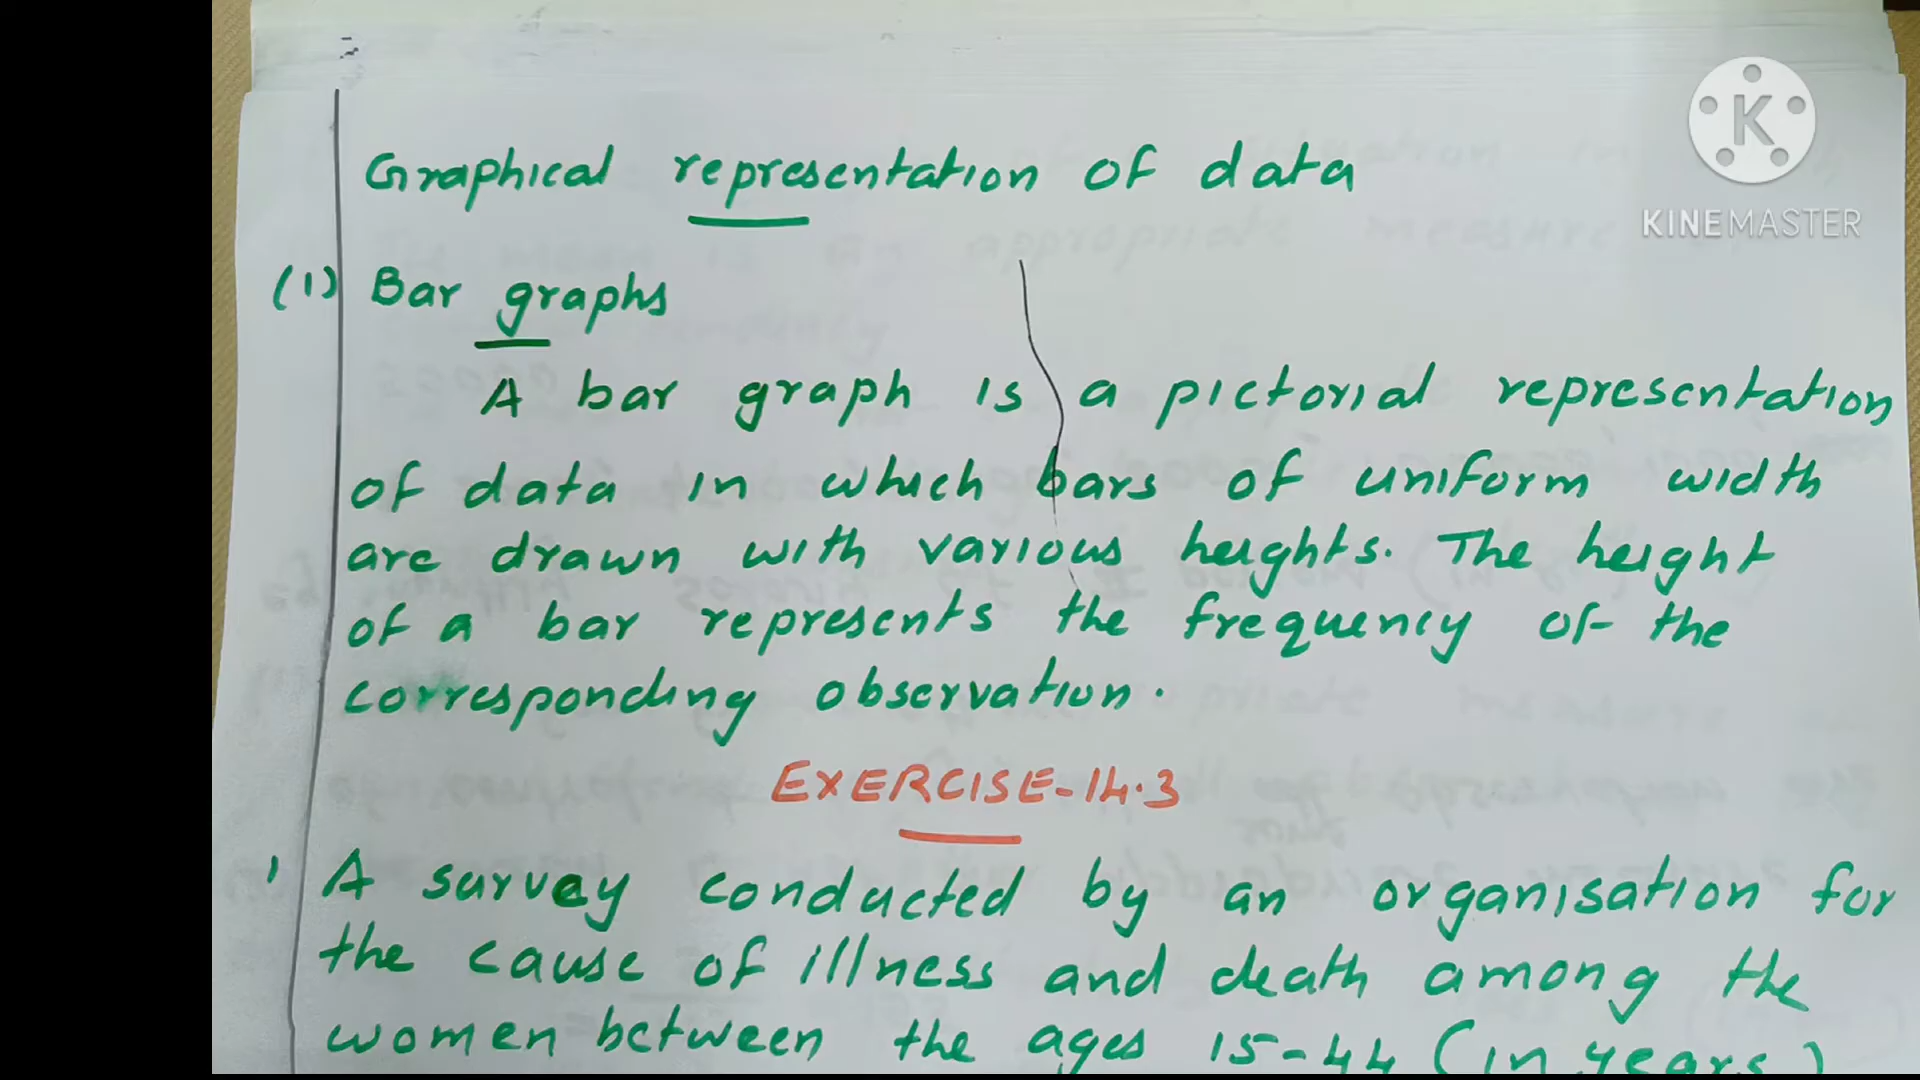 Graphical representation of data
K
KINEMASTER
(1) Bar graphs
A bar graph is a pictorial representation
of data in which bars of uniform width
are drawn with various heights. The height
of a bar represents the frequency of the
corresponding observation.
EXERCISE-14.3
1 A survey conducted by an organisation for
the cause of illness and death among the
women between the ages 15-44 (in years)